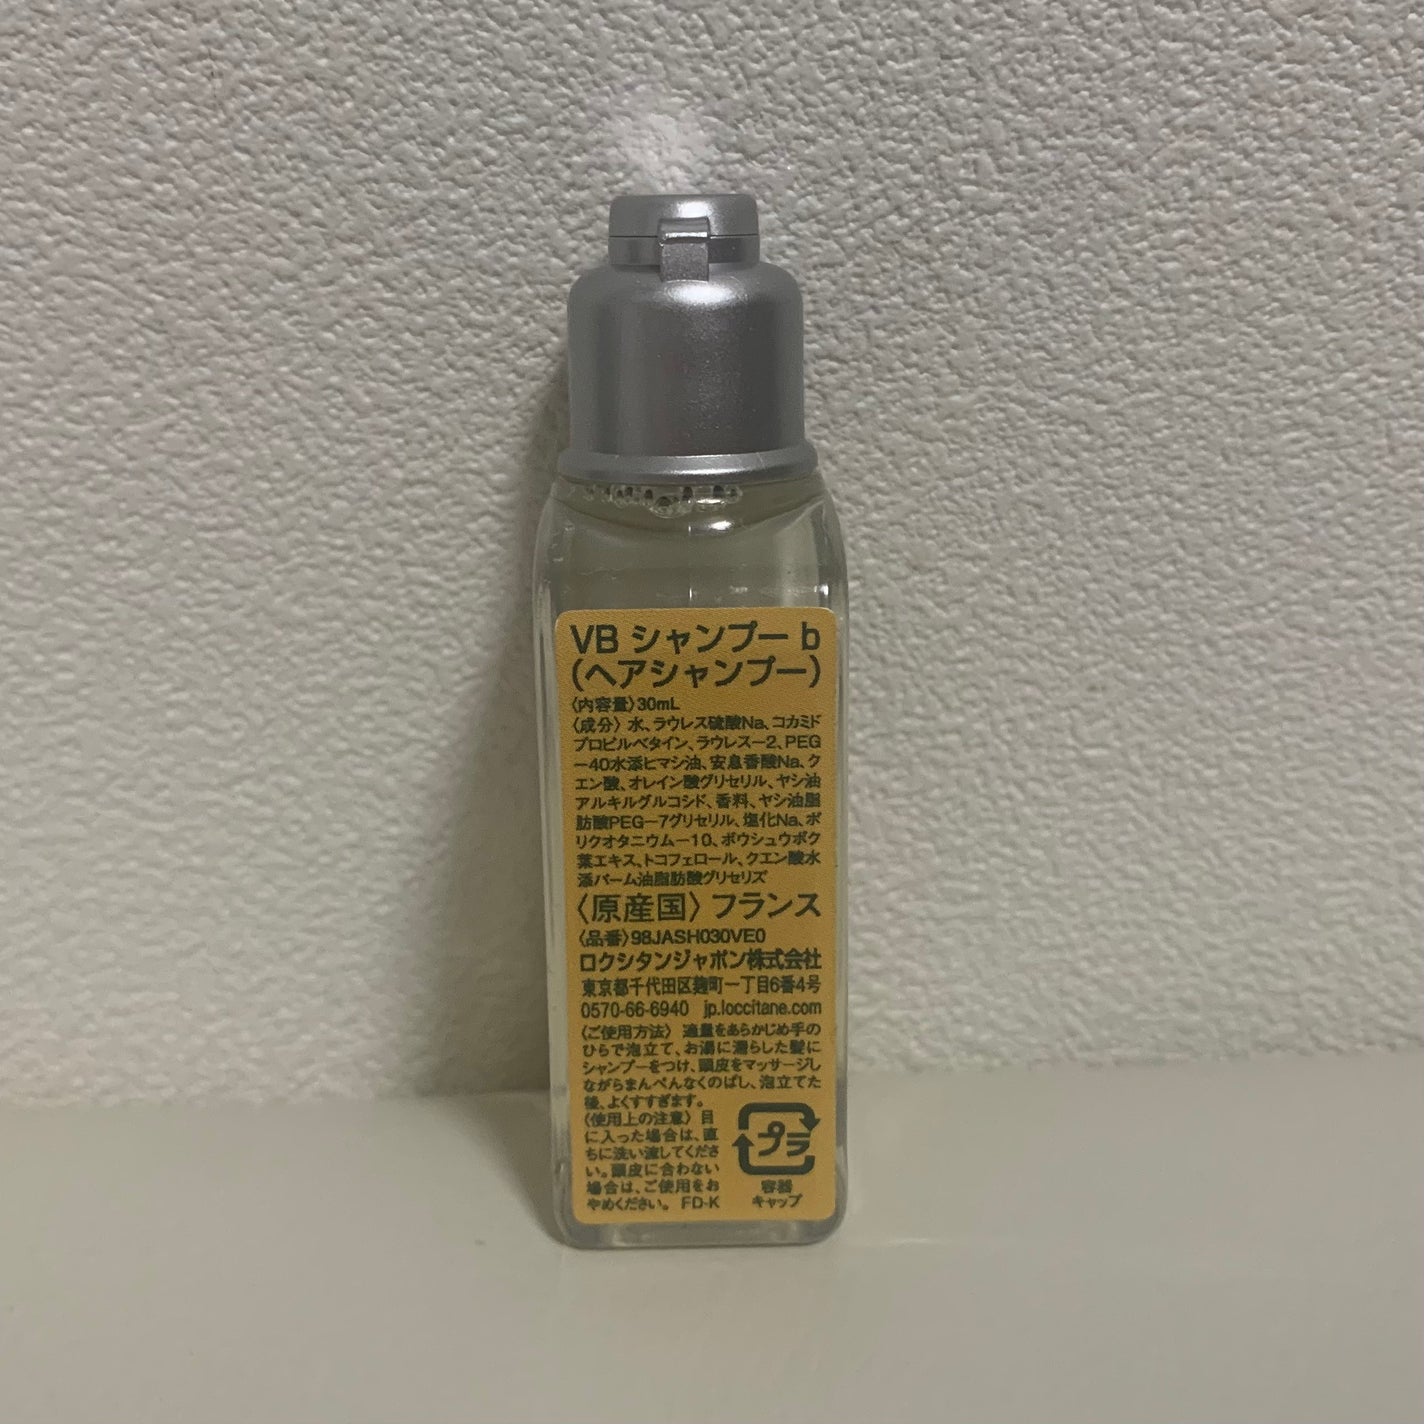 VB シャンプー b
(ヘアシャンプー)
〈内容量〉30mL
〈成分〉水、ラウレス硫酸Na、コカミド
プロピルベタイン、ラウレス－2、PEG
－40水添ヒマシ油、安息香酸Na、ク
エン酸、オレイン酸グリセリル、ヤシ油
アルキルグルコシド、香料、ヤシ油脂
肪酸PEG－7グリセリル、塩化Na、ポ
リクオタニウム－10、ボウシュウボク
葉エキス、トコフェロール、クエン酸水
添パーム油脂肪酸グリセリズ
〈原産国〉フランス
〈品番〉98JASH030VE0
ロクシタンジャポン株式会社
東京都千代田区麹町一丁目6番4号
0570-66-6940 jp.loccitane.com
〈ご使用方法〉 適量をあらかじめ手の
ひらで泡立て、お湯に濡らした髪に
シャンプーをつけ、頭皮をマッサージし
ながらまんべんなくのばし、泡立てた
後、よくすすぎます。
〈使用上の注意〉目
に入った場合は、直
ちに洗い流してくださ
い。頭皮に合わない
場合は、ご使用をお
やめください。 FD-K
プラ
容器
キャップ